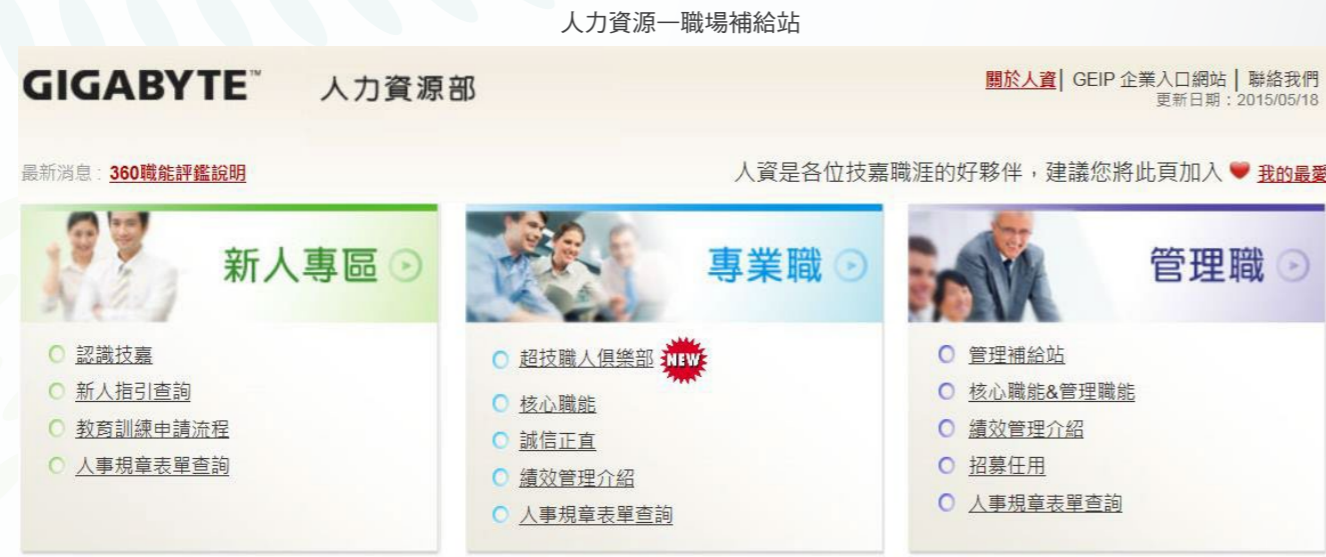 人力資源—職場補給站
GIGABYTE™ 人力資源部
關於人資| GEIP 企業入口網站 | 聯絡我們
更新日期：2015/05/18
最新消息 : 360職能評鑑說明
人資是各位技嘉職涯的好夥伴，建議您將此頁加入 我的最愛
新人專區
認識技嘉
新人指引查詢
教育訓練申請流程
人事規章表單查詢
專業職
超技職人俱樂部 NEW
核心職能
誠信正直
績效管理介紹
人事規章表單查詢
管理職
管理補給站
核心職能&管理職能
績效管理介紹
招募任用
人事規章表單查詢